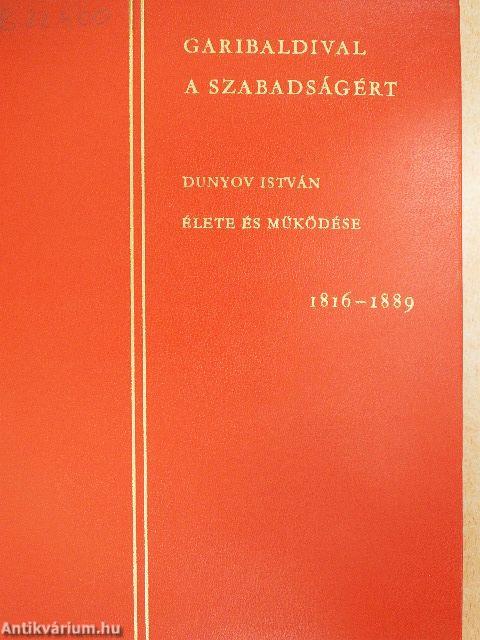 GARIBALDIVAL
A SZABADSÁGÉRT
DUNYOV ISTVÁN
ÉLETE ÉS MŰKÖDÉSE
1816–1889
Antikvárium.hu